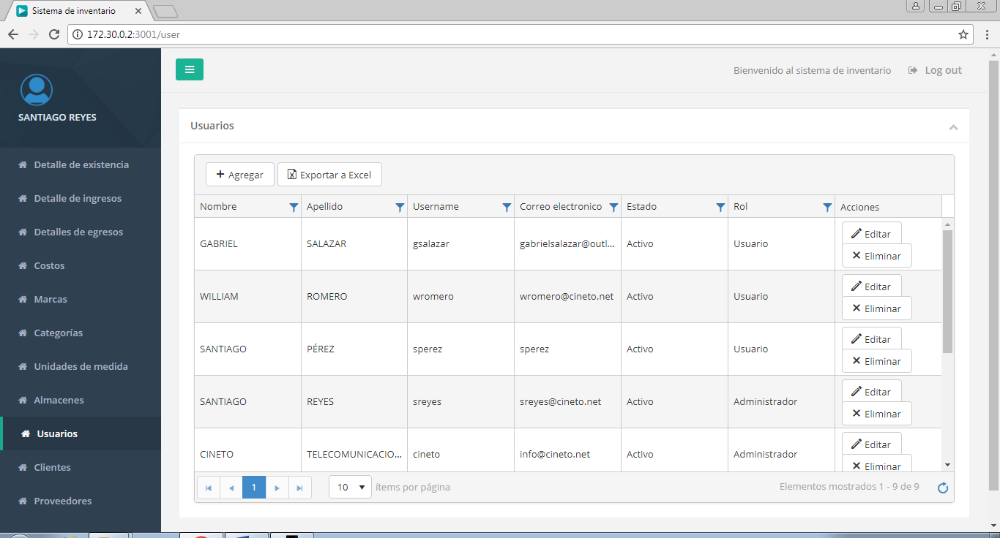 Sistema de inventario
172.30.0.2:3001/user
SANTIAGO REYES
Detalle de existencia
Detalle de ingresos
Detalles de egresos
Costos
Marcas
Categorías
Unidades de medida
Almacenes
Usuarios
Clientes
Proveedores
Bienvenido al sistema de inventario Log out
Usuarios
Agregar Exportar a Excel
Nombre Apellido Username Correo electronico Estado Rol Acciones
GABRIEL SALAZAR gsalazar gabrielsalazar@outl... Activo Usuario Editar
Eliminar
WILLIAM ROMERO wromero wromero@cineto.net Activo Usuario Editar
Eliminar
SANTIAGO PÉREZ sperez sperez Activo Usuario Editar
Eliminar
SANTIAGO REYES sreyes sreyes@cineto.net Activo Administrador Editar
Eliminar
CINETO TELECOMUNICACIO... cineto info@cineto.net Activo Administrador Editar
Eliminar
1 10 ítems por página Elementos mostrados 1 - 9 de 9